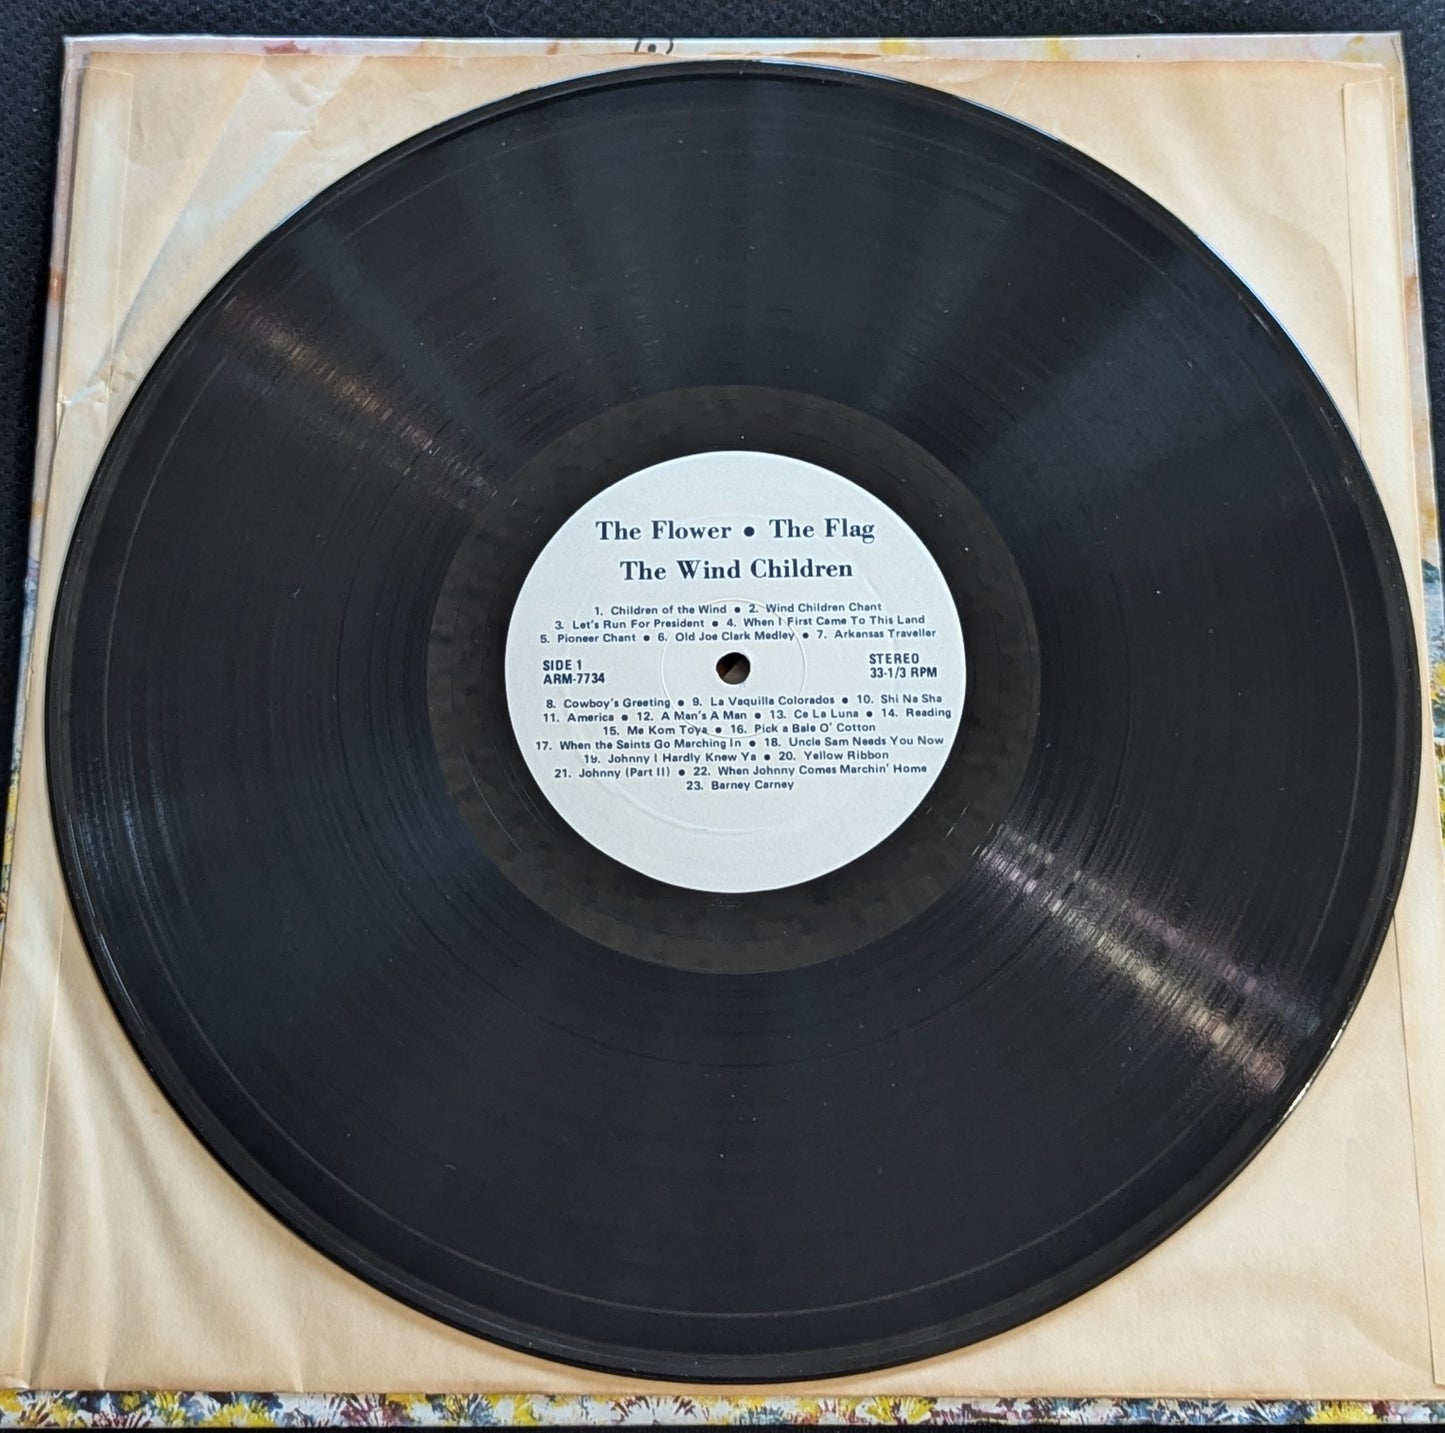 The Flower • The Flag
The Wind Children
1. Children of the Wind • 2. Wind Children Chant
3. Let's Run For President • 4. When I First Came To This Land
5. Pioneer Chant • 6. Old Joe Clark Medley • 7. Arkansas Traveller
SIDE 1
ARM-7734
STEREO
33-1/3 RPM
8. Cowboy's Greeting • 9. La Vaquilla Colorados • 10. Shi Na Sha
11. America • 12. A Man's A Man • 13. Ce La Luna • 14. Reading
15. Me Kom Toya • 16. Pick a Bale O' Cotton
17. When the Saints Go Marching In • 18. Uncle Sam Needs You Now
19. Johnny I Hardly Knew Ya • 20. Yellow Ribbon
21. Johnny (Part II) • 22. When Johnny Comes Marchin' Home
23. Barney Carney